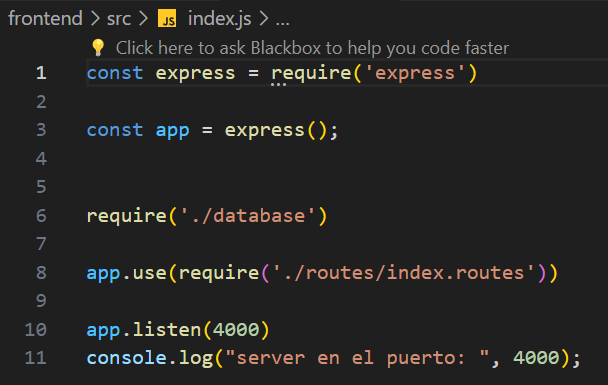 frontend > src > JS index.js > ...
Click here to ask Blackbox to help you code faster
1 const express = require('express')
2
3 const app = express();
4
5
6 require('./database')
7
8 app.use(require('./routes/index.routes'))
9
10 app.listen(4000)
11 console.log("server en el puerto: ", 4000);